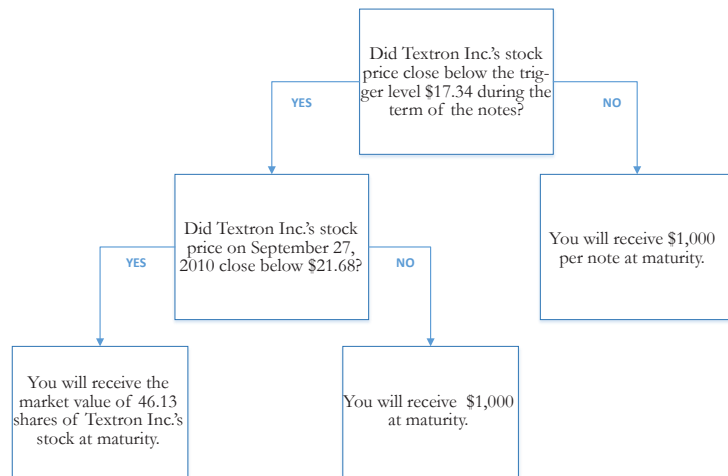 Did Textron Inc.'s stock
price close below the trig-
ger level $17.34 during the
term of the notes?
YES
NO
Did Textron Inc.'s stock
price on September 27,
2010 close below $21.68?
You will receive $1,000
per note at maturity.
YES
NO
You will receive the
market value of 46.13
shares of Textron Inc.'s
stock at maturity.
You will receive $1,000
at maturity.